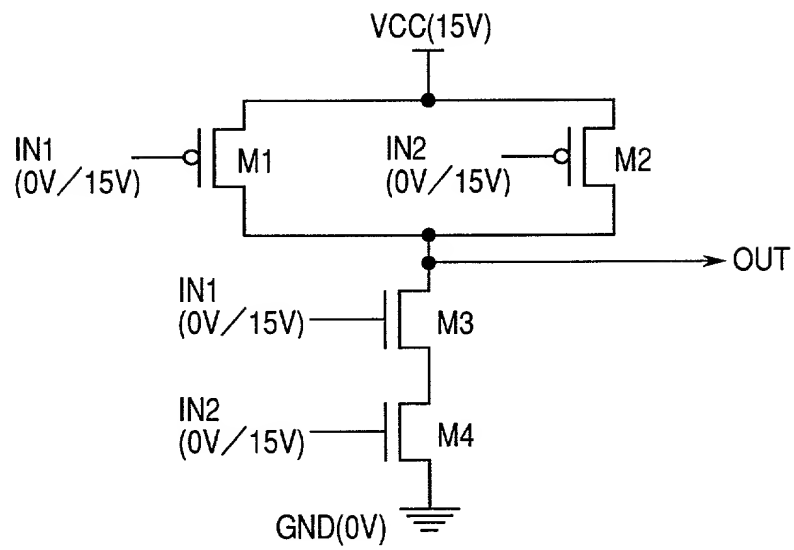 VCC(15V)
IN1
(0V/15V)
M1
IN2
(0V/15V)
M2
OUT
IN1
(0V/15V)
M3
IN2
(0V/15V)
M4
GND(0V)